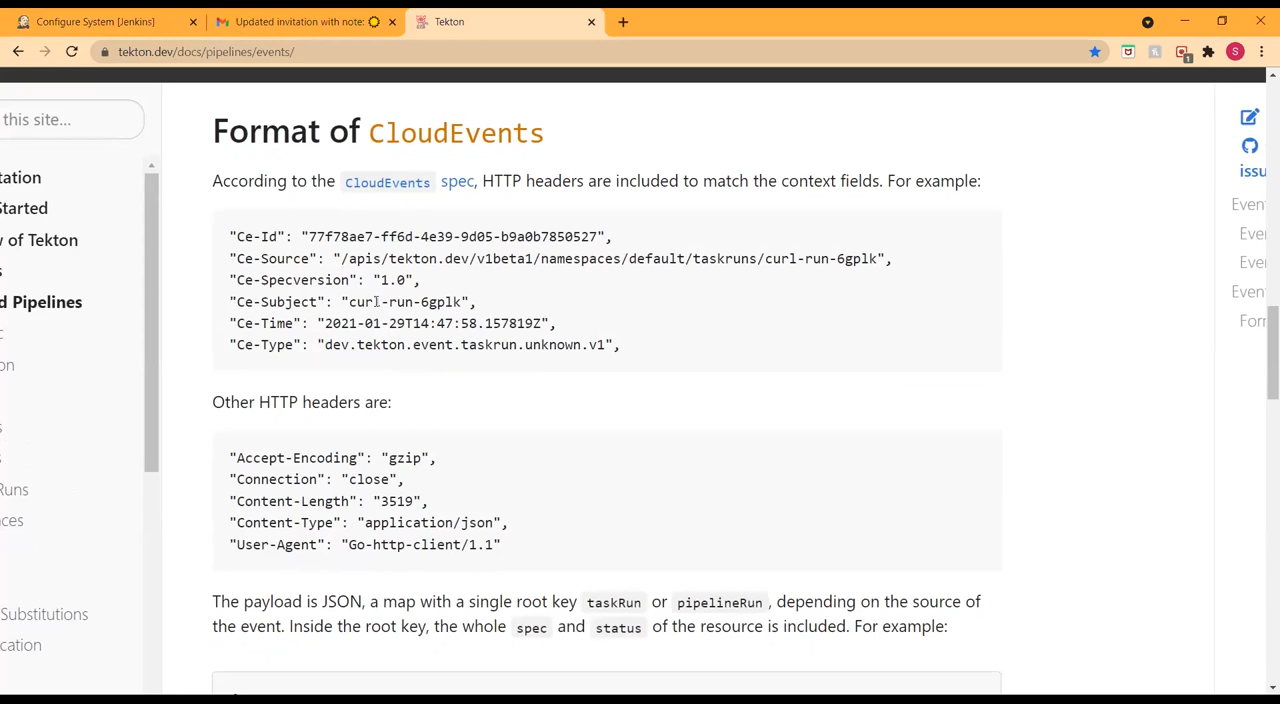 Configure System [Jenkins]
Updated invitation with note:
Tekton
tekton.dev/docs/pipelines/events/
S
1
this site...
tation
Started
w of Tekton
s
d Pipelines
c
on
s
s
Runs
ces
Substitutions
cation
Format of CloudEvents
According to the CloudEvents spec, HTTP headers are included to match the context fields. For example:
"Ce-Id": "77f78ae7-ff6d-4e39-9d05-b9a0b7850527",
"Ce-Source": "/apis/tekton.dev/v1beta1/namespaces/default/taskruns/curl-run-6gplk",
"Ce-Specversion": "1.0",
"Ce-Subject": "curl-run-6gplk",
"Ce-Time": "2021-01-29T14:47:58.157819Z",
"Ce-Type": "dev.tekton.event.taskrun.unknown.v1",
Other HTTP headers are:
"Accept-Encoding": "gzip",
"Connection": "close",
"Content-Length": "3519",
"Content-Type": "application/json",
"User-Agent": "Go-http-client/1.1"
The payload is JSON, a map with a single root key taskRun or pipelineRun, depending on the source of
the event. Inside the root key, the whole spec and status of the resource is included. For example:
issu
Event
Eve
Eve
Event
For